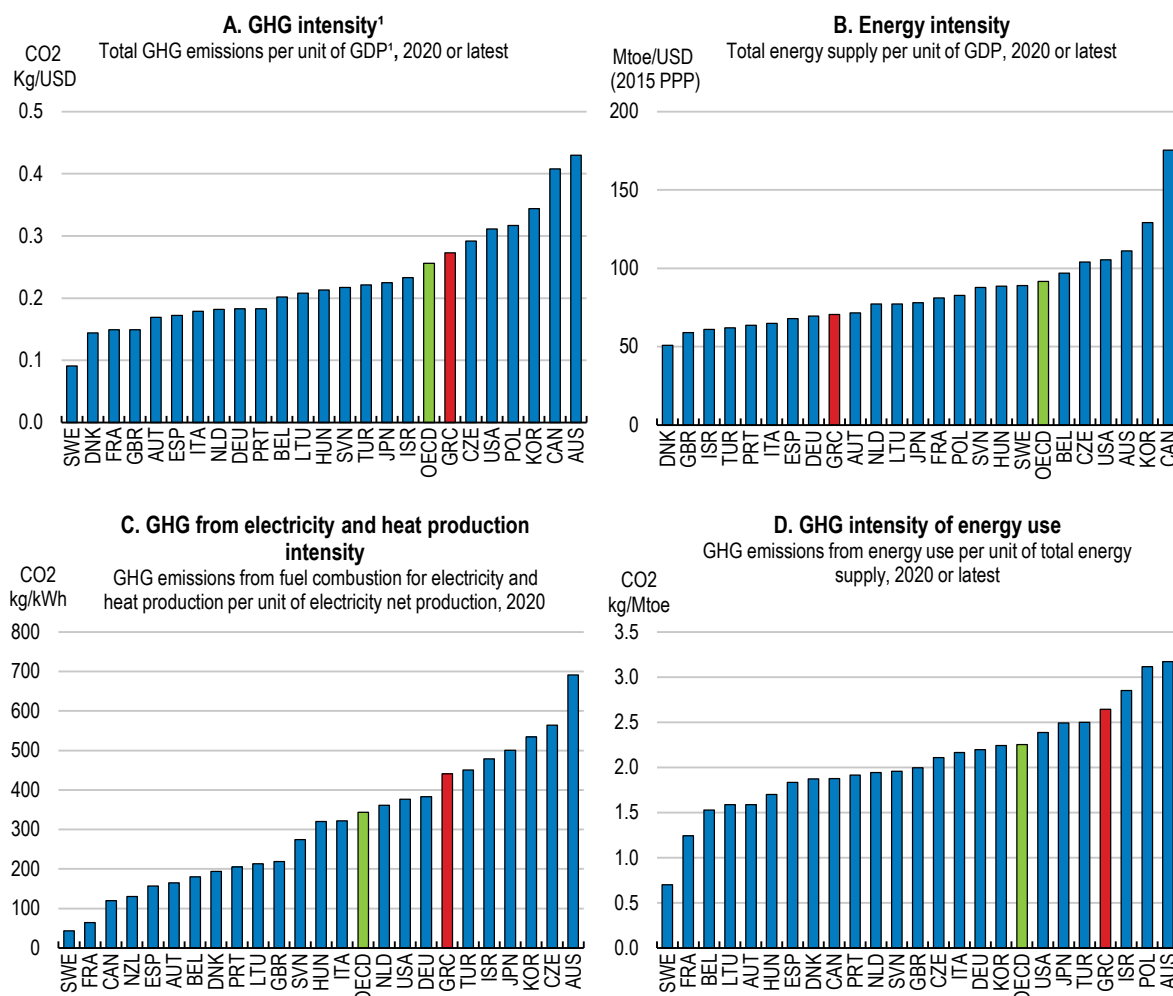 A. GHG intensity¹
Total GHG emissions per unit of GDP¹, 2020 or latest
CO2
Kg/USD
0.5
0.4
0.3
0.2
0.1
0.0
SWE DNK FRA GBR AUT ESP ITA NLD DEU PRT BEL LTU HUN SVN TUR JPN ISR OECD GRC CZE USA POL KOR CAN AUS
B. Energy intensity
Total energy supply per unit of GDP, 2020 or latest
Mtoe/USD
(2015 PPP)
200
150
100
50
0
DNK GBR ISR TUR PRT ITA ESP DEU GRC AUT NLD LTU JPN FRA POL SVN HUN SWE OECD BEL CZE USA AUS KOR CAN
C. GHG from electricity and heat production
intensity
GHG emissions from fuel combustion for electricity and
heat production per unit of electricity net production, 2020
CO2
kg/kWh
800
700
600
500
400
300
200
100
0
SWE FRA CAN NZL ESP AUT BEL DNK PRT LTU GBR SVN HUN ITA OECD NLD USA DEU GRC TUR ISR JPN KOR CZE AUS
D. GHG intensity of energy use
GHG emissions from energy use per unit of total energy
supply, 2020 or latest
CO2
kg/Mtoe
3.5
3.0
2.5
2.0
1.5
1.0
0.5
0.0
SWE FRA BEL LTU AUT HUN ESP DNK CAN PRT NLD SVN GBR CZE ITA DEU KOR OECD USA JPN TUR GRC ISR POL AUS